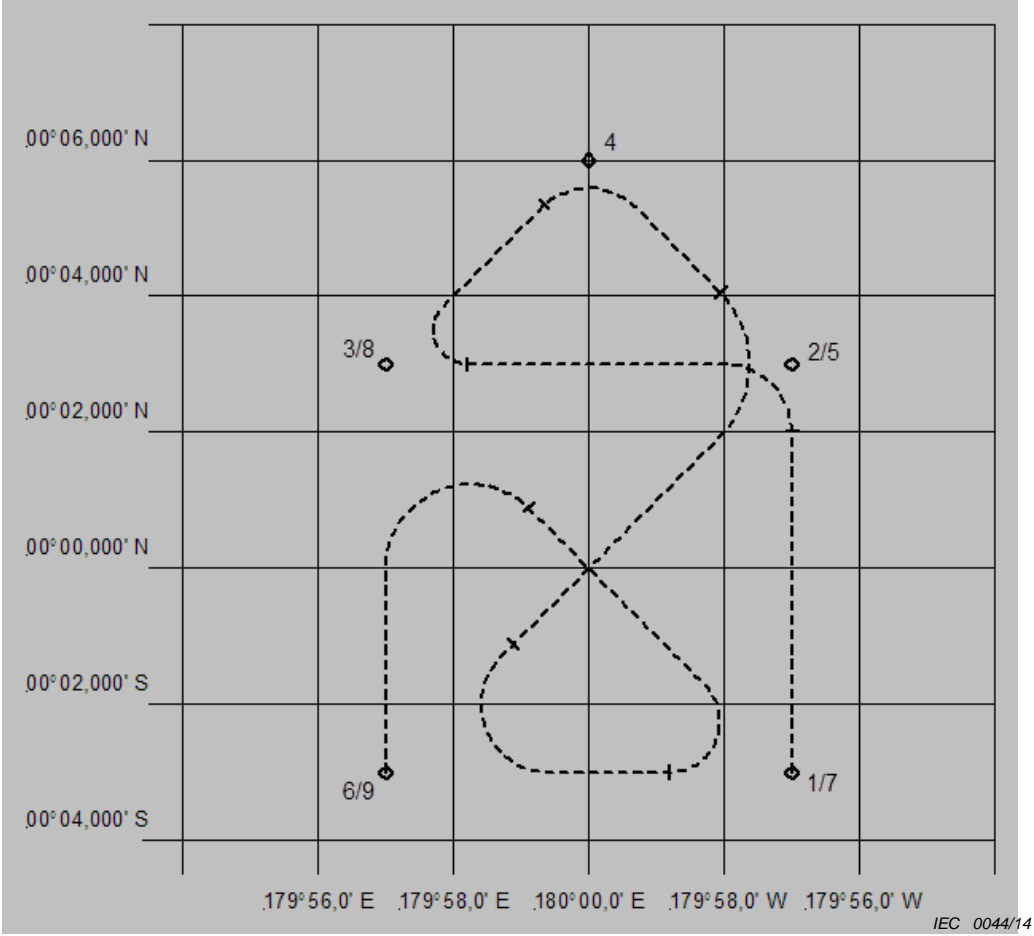 4
00°06,000' N
00°04,000' N
3/8
2/5
00°02,000' N
00°00,000' N
00°02,000' S
6/9
1/7
00°04,000' S
179°56,0' E 179°58,0' E 180°00,0' E 179°58,0' W 179°56,0' W
IEC 0044/14